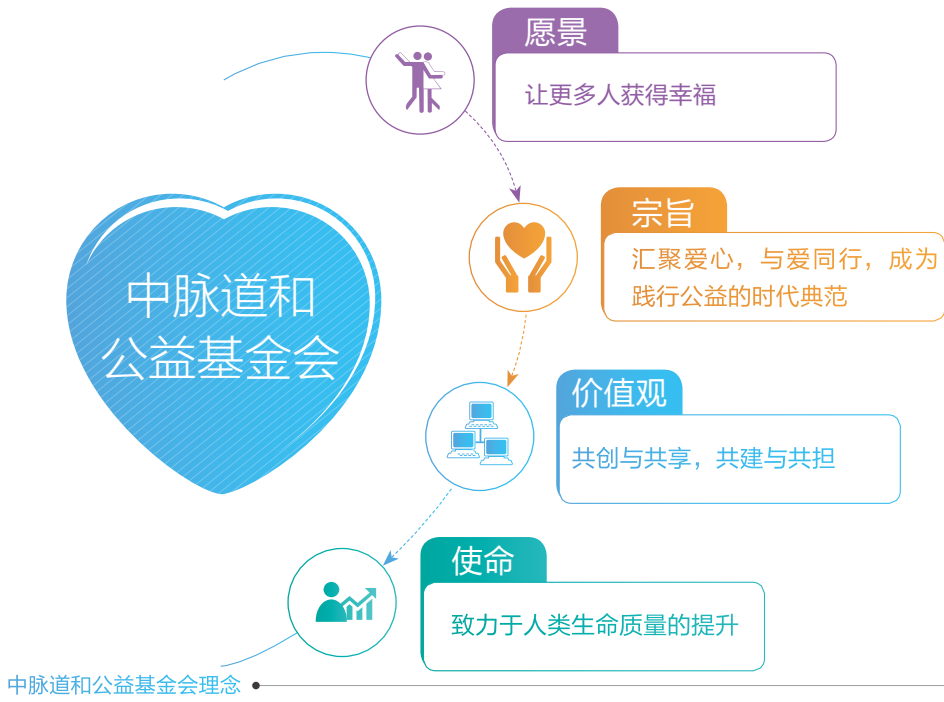 愿景
让更多人获得幸福
宗旨
汇聚爱心，与爱同行，成为
践行公益的时代典范
中脉道和
公益基金会
价值观
共创与共享，共建与共担
使命
致力于人类生命质量的提升
中脉道和公益基金会理念